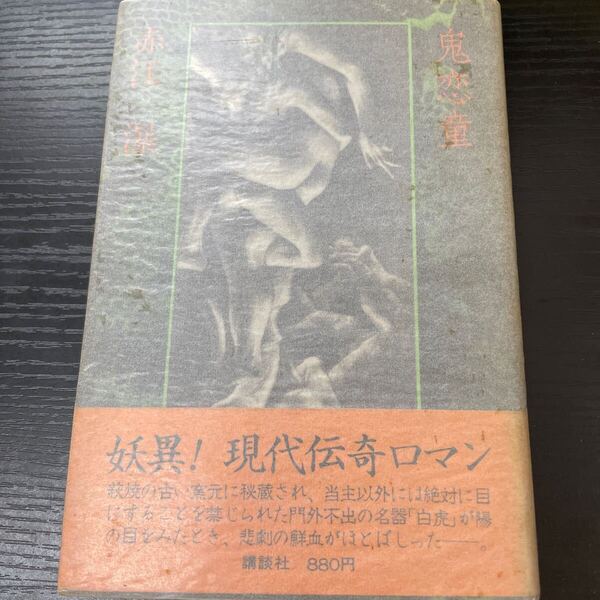 鬼恋童
赤江 瀑
妖異！現代伝奇ロマン
萩焼の古い窯元に秘蔵され、当主以外には絶対に目
にすることを禁じられた門外不出の名器「白虎」が陽
の目をみたとき、悲劇の鮮血がほとばしった――。
講談社 880円